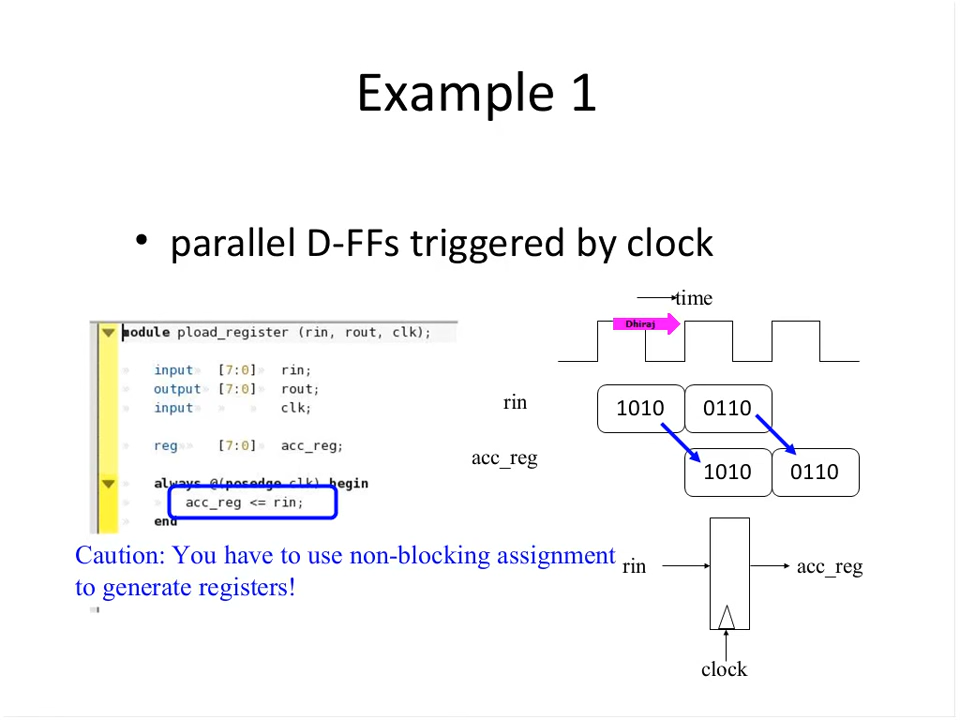 Example 1
• parallel D-FFs triggered by clock
time
Dhiraj
module pload_register (rin, rout, clk);
input [7:0] rin;
output [7:0] rout;
input clk;
reg [7:0] acc_reg;
always @(posedge clk) begin
acc_reg <= rin;
end
rin
1010 0110
acc_reg
1010 0110
Caution: You have to use non-blocking assignment
to generate registers!
rin
acc_reg
clock